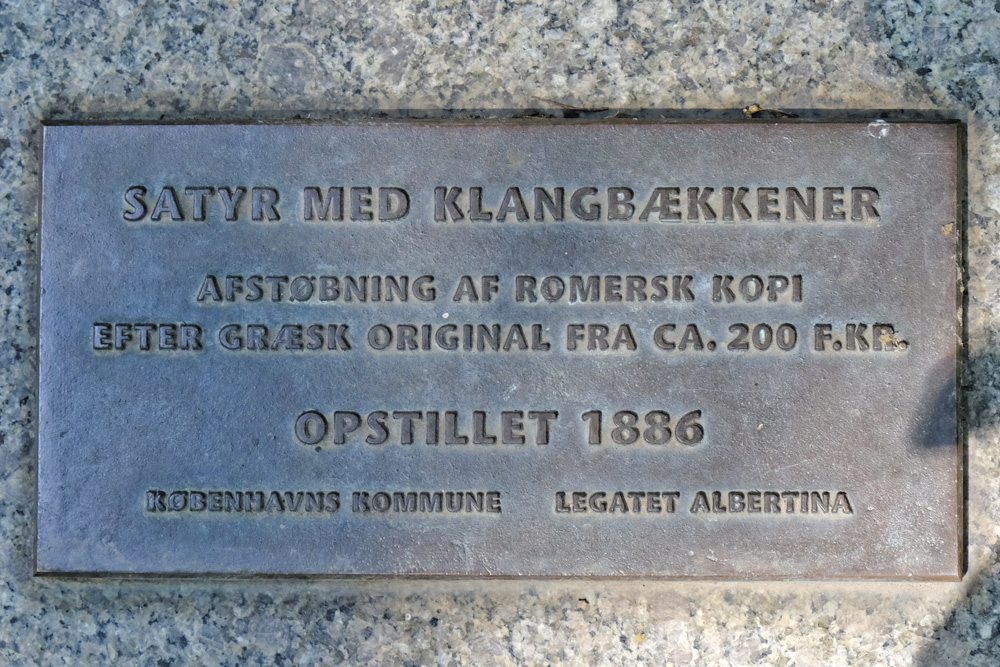 SATYR MED KLANGBÆKKENER
AFSTØBNING AF ROMERSK KOPI
EFTER GRÆSK ORIGINAL FRA CA. 200 F.KR.
OPSTILLET 1886
KØBENHAVNS KOMMUNE LEGATET ALBERTINA